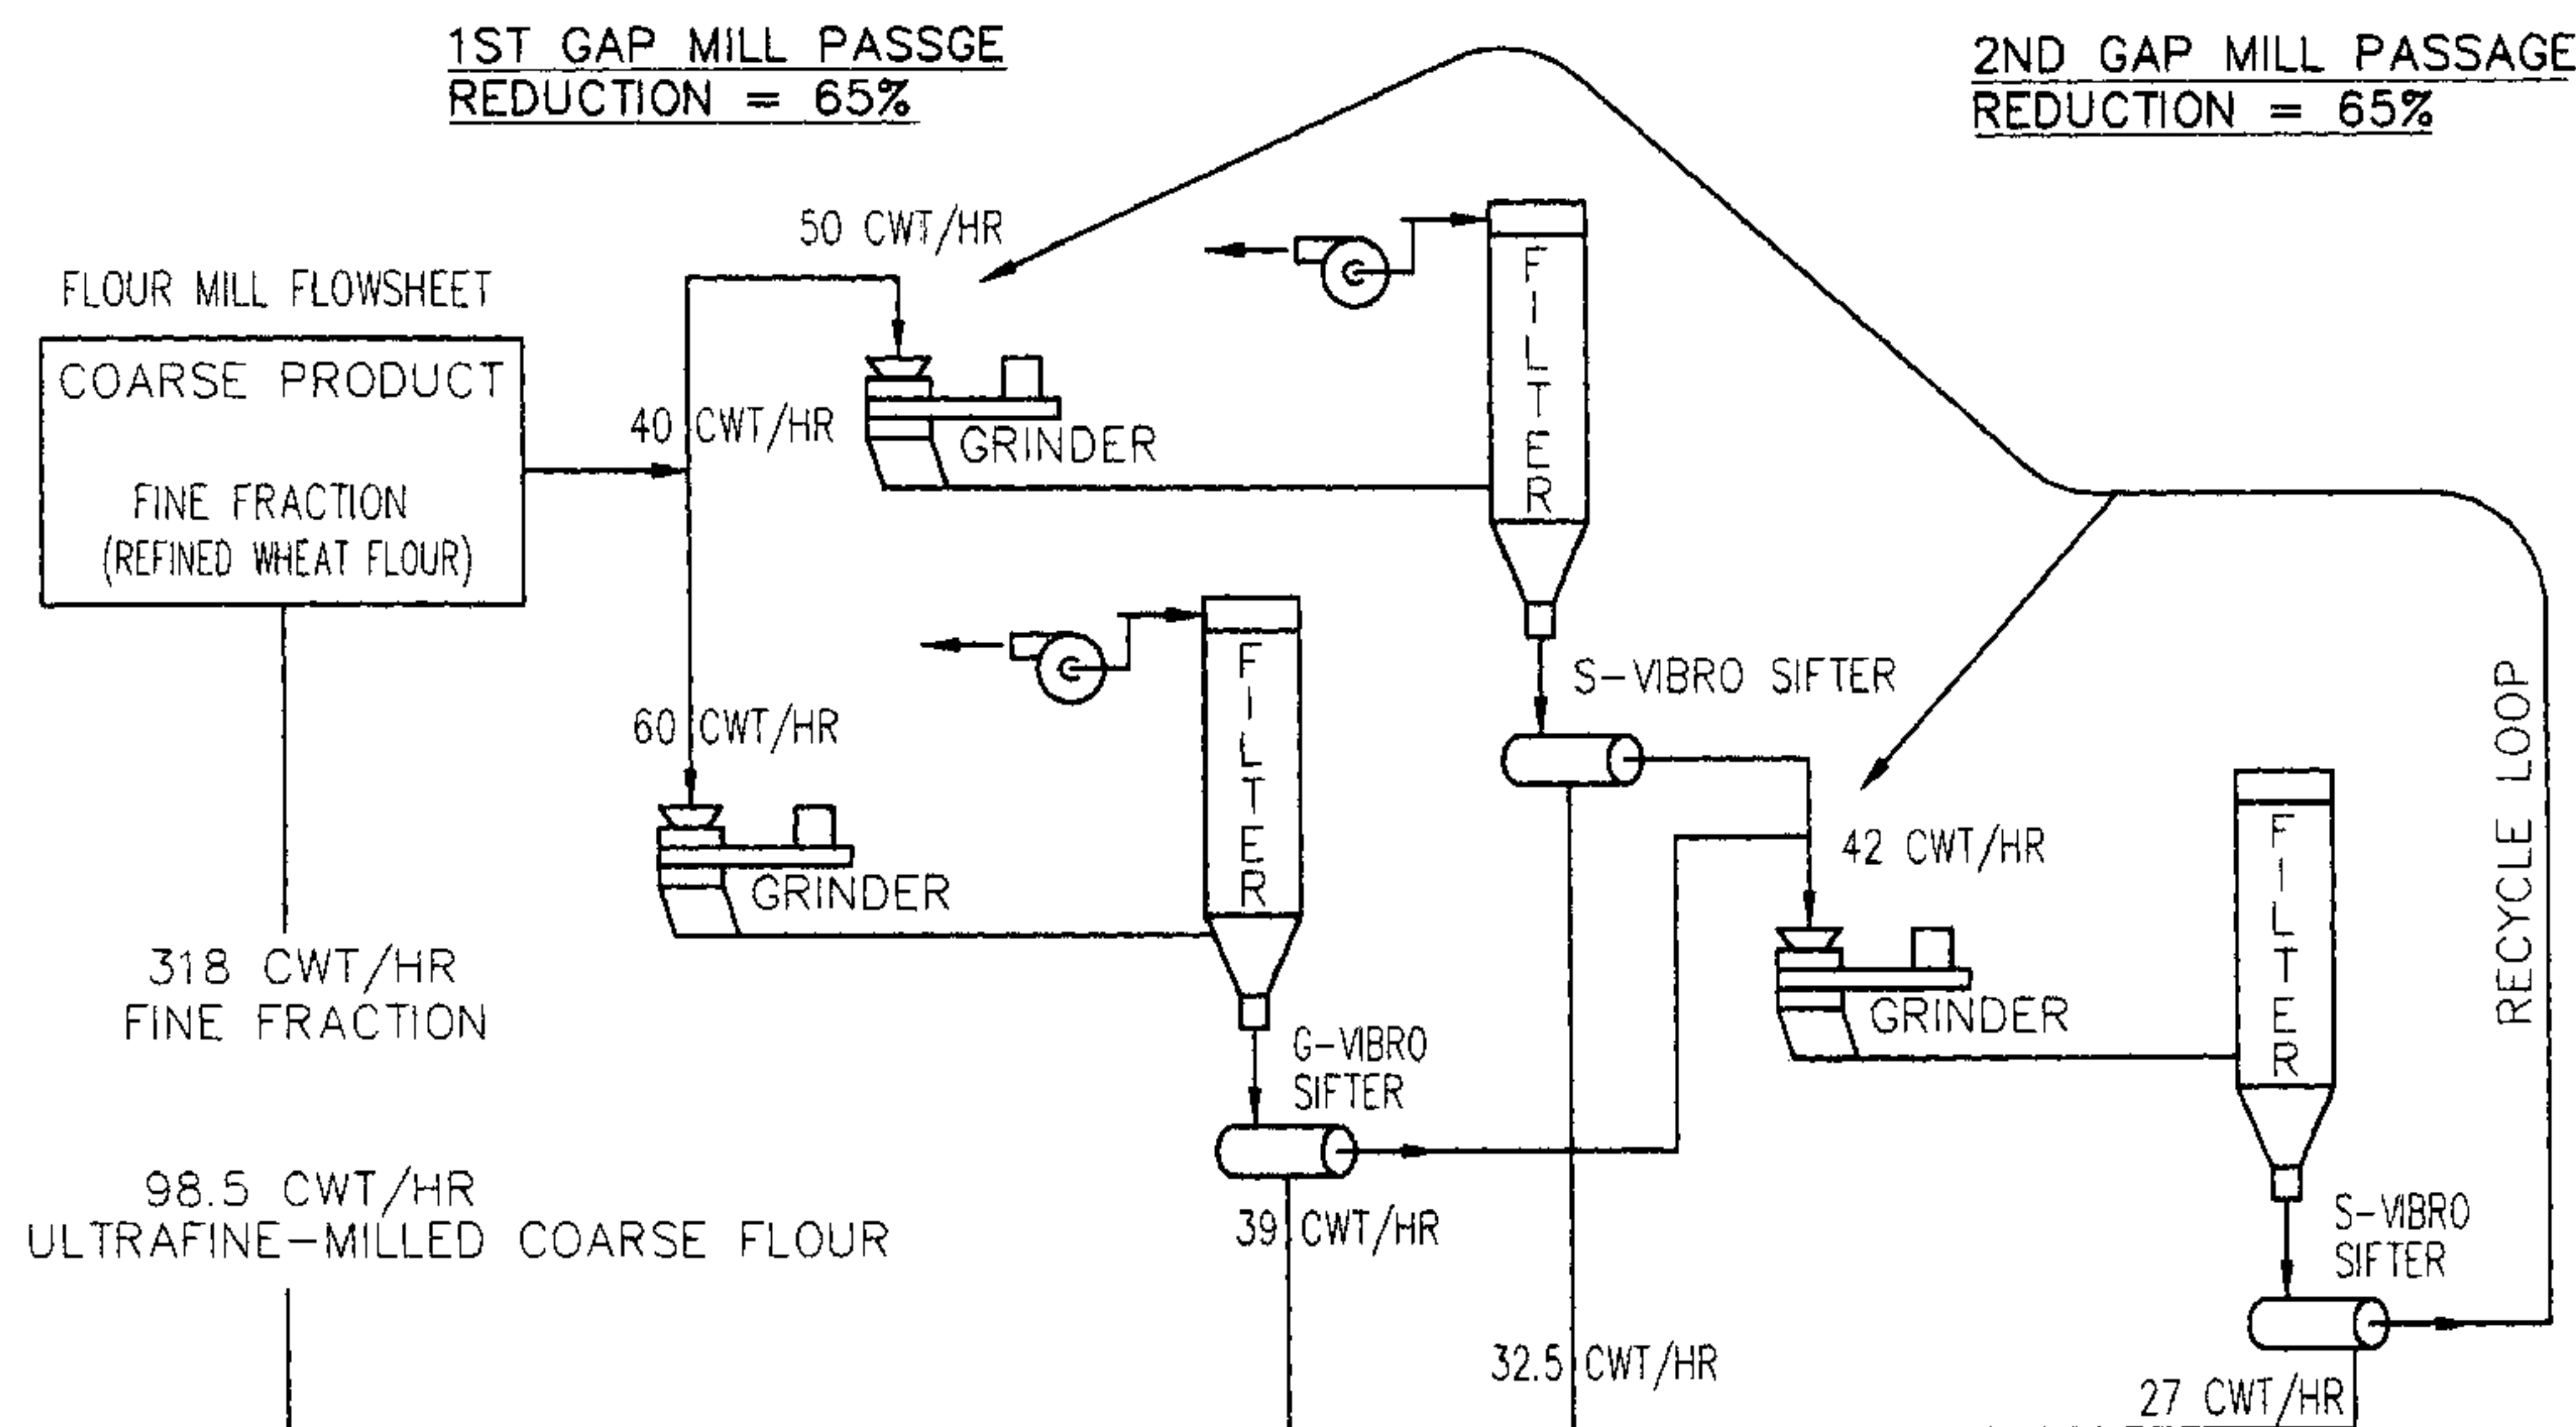 1ST GAP MILL PASSGE
REDUCTION = 65%
2ND GAP MILL PASSAGE
REDUCTION = 65%
50 CWT/HR
FLOUR MILL FLOWSHEET
COARSE PRODUCT
FINE FRACTION
(REFINED WHEAT FLOUR)
40 CWT/HR
GRINDER
FILTER
60 CWT/HR
GRINDER
FILTER
S-VIBRO SIFTER
42 CWT/HR
GRINDER
FILTER
RECYCLE LOOP
318 CWT/HR
FINE FRACTION
G-VIBRO
SIFTER
98.5 CWT/HR
ULTRAFINE-MILLED COARSE FLOUR
39 CWT/HR
S-VIBRO
SIFTER
32.5 CWT/HR
27 CWT/HR